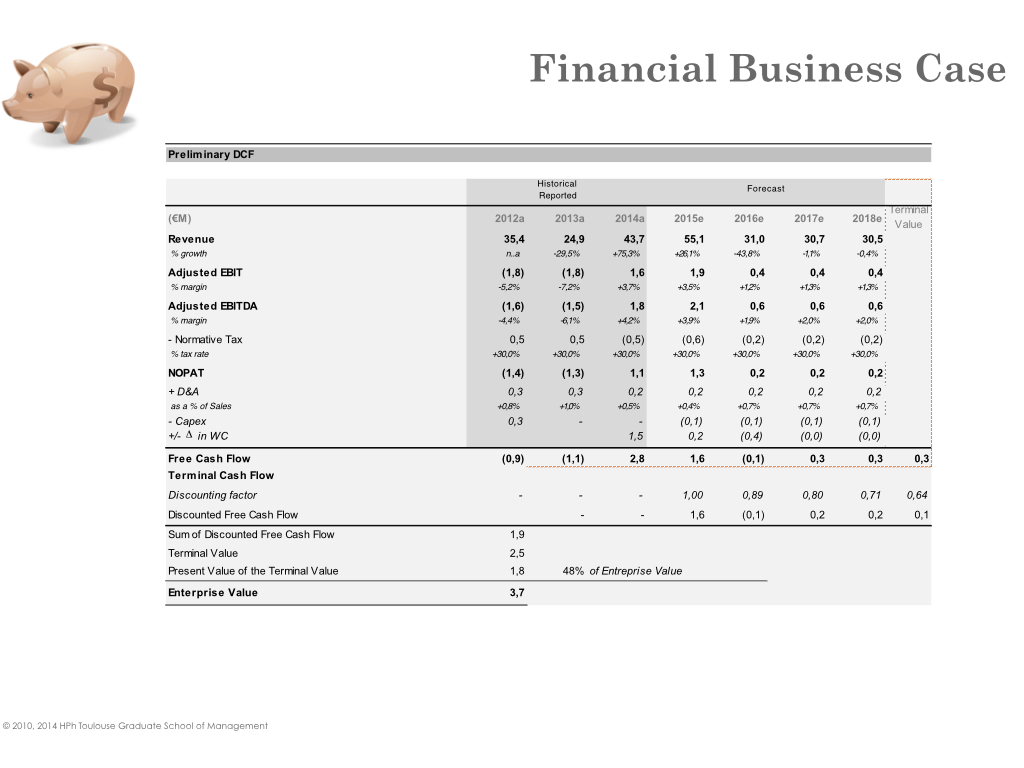 Financial Business Case
$
Preliminary DCF
Historical Reported Forecast
(€M) 2012a 2013a 2014a 2015e 2016e 2017e 2018e Terminal Value
Revenue 35,4 24,9 43,7 55,1 31,0 30,7 30,5
% growth n..a -29,5% +75,3% +26,1% -43,8% -1,1% -0,4%
Adjusted EBIT (1,8) (1,8) 1,6 1,9 0,4 0,4 0,4
% margin -5,2% -7,2% +3,7% +3,5% +1,2% +1,3% +1,3%
Adjusted EBITDA (1,6) (1,5) 1,8 2,1 0,6 0,6 0,6
% margin -4,4% -6,1% +4,2% +3,9% +1,9% +2,0% +2,0%
- Normative Tax 0,5 0,5 (0,5) (0,6) (0,2) (0,2) (0,2)
% tax rate +30,0% +30,0% +30,0% +30,0% +30,0% +30,0% +30,0%
NOPAT (1,4) (1,3) 1,1 1,3 0,2 0,2 0,2
+ D&A 0,3 0,3 0,2 0,2 0,2 0,2 0,2
as a % of Sales +0,8% +1,0% +0,5% +0,4% +0,7% +0,7% +0,7%
- Capex 0,3 - - (0,1) (0,1) (0,1) (0,1)
+/- Δ in WC 1,5 0,2 (0,4) (0,0) (0,0)
Free Cash Flow (0,9) (1,1) 2,8 1,6 (0,1) 0,3 0,3 0,3
Terminal Cash Flow
Discounting factor - - - 1,00 0,89 0,80 0,71 0,64
Discounted Free Cash Flow - - 1,6 (0,1) 0,2 0,2 0,1
Sum of Discounted Free Cash Flow 1,9
Terminal Value 2,5
Present Value of the Terminal Value 1,8 48% of Entreprise Value
Enterprise Value 3,7
© 2010, 2014 HPh Toulouse Graduate School of Management